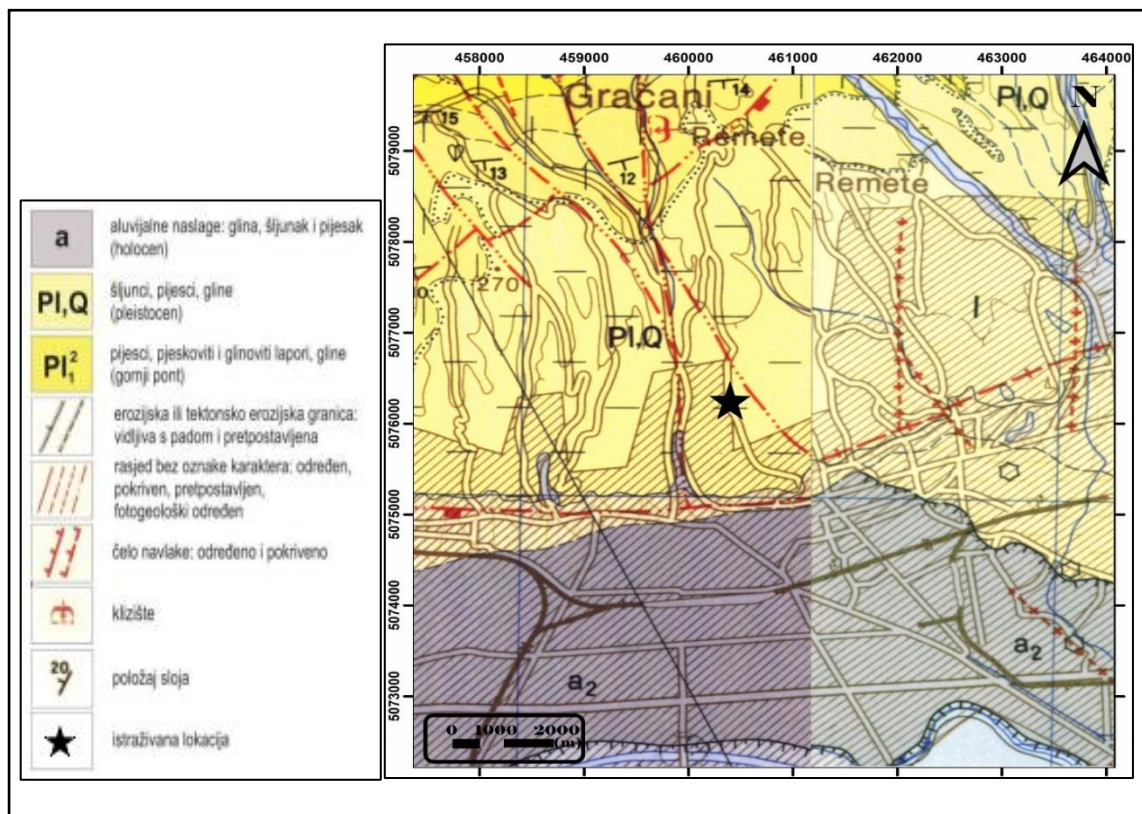 a
aluvijalne naslage: glina, šljunak i pijesak
(holocen)
Pl,Q
šljunci, pijesci, gline
(pleistocen)
Pl₁²
pijesci, pjeskoviti i glinoviti lapori, gline
(gornji pont)
erozijska ili tektonsko erozijska granica:
vidljiva s padom i pretpostavljena
rasjed bez oznake karaktera: određen,
pokriven, pretpostavljen,
fotogeološki određen
čelo navlake: određeno i pokriveno
klizište
20
položaj sloja
istraživana lokacija
458000 459000 460000 461000 462000 463000 464000
5079000
5078000
5077000
5076000
5075000
5074000
5073000
N
Gračani
14
Pl,Q
15
Remete
13
12
Remete
270
Pl,Q
l
a₂
a₂
0 1000 2000
(m)